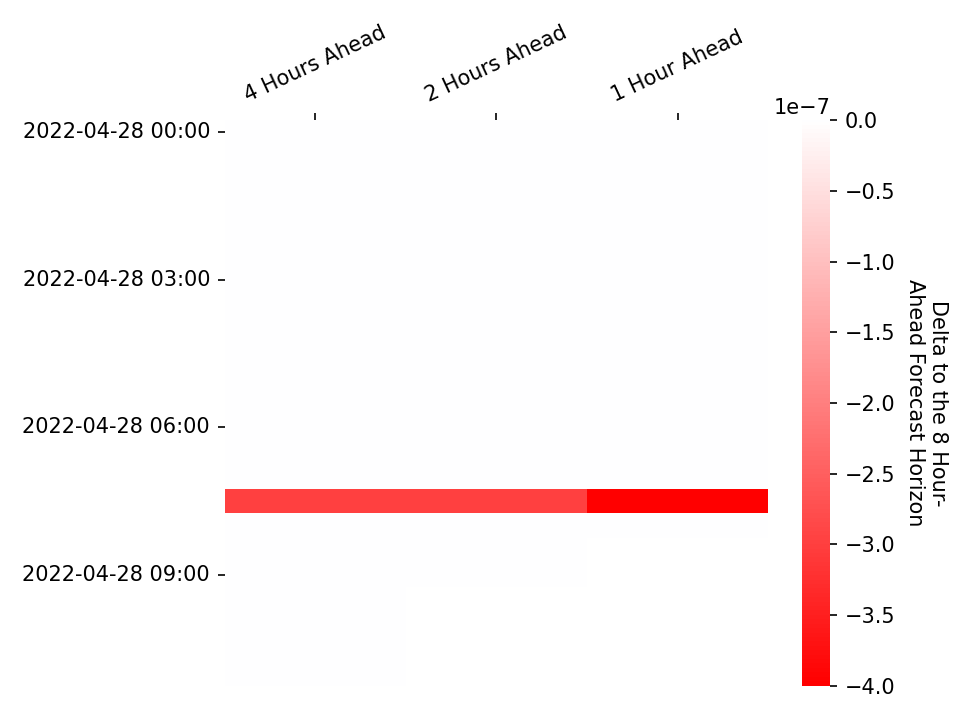 4 Hours Ahead
2 Hours Ahead
1 Hour Ahead
2022-04-28 00:00
2022-04-28 03:00
2022-04-28 06:00
2022-04-28 09:00
1e−7
0.0
−0.5
−1.0
−1.5
−2.0
−2.5
−3.0
−3.5
−4.0
Delta to the 8 Hour-
Ahead Forecast Horizon